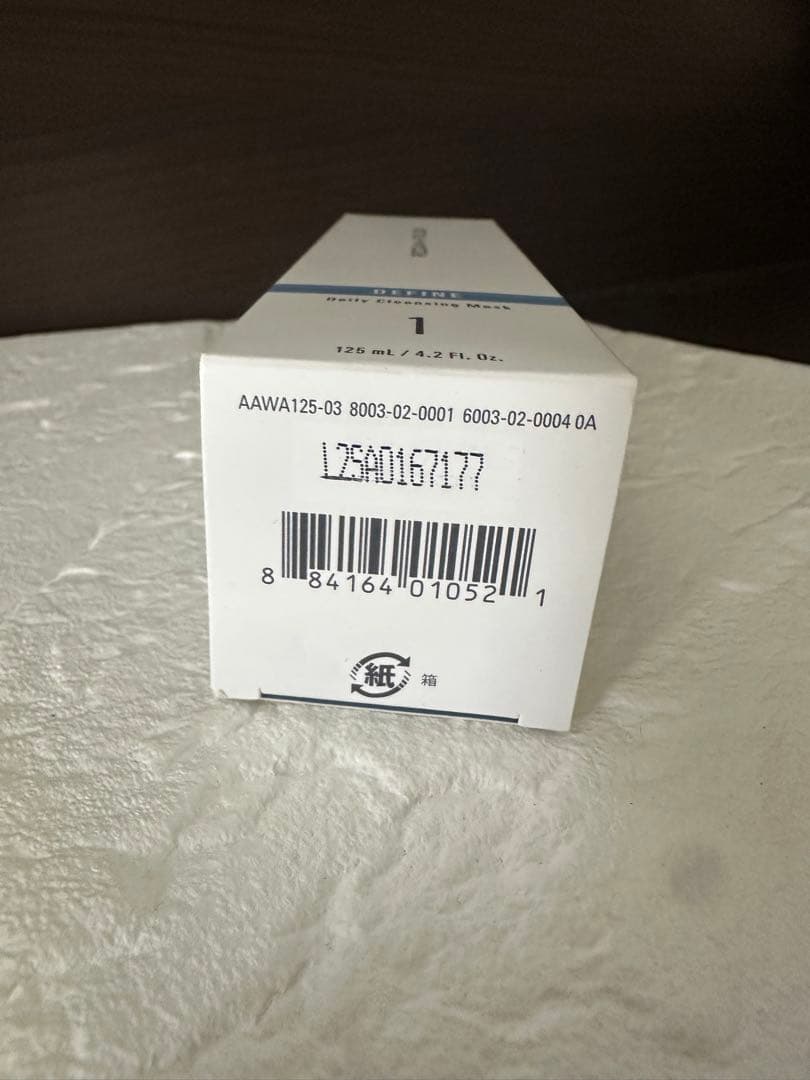 DEFINE
Daily Cleansing Mask
1
125 mL / 4.2 Fl. Oz.
AAWA125-03 8003-02-0001 6003-02-0004 0A
L25A0167177
8 84164 01052 1
紙 箱